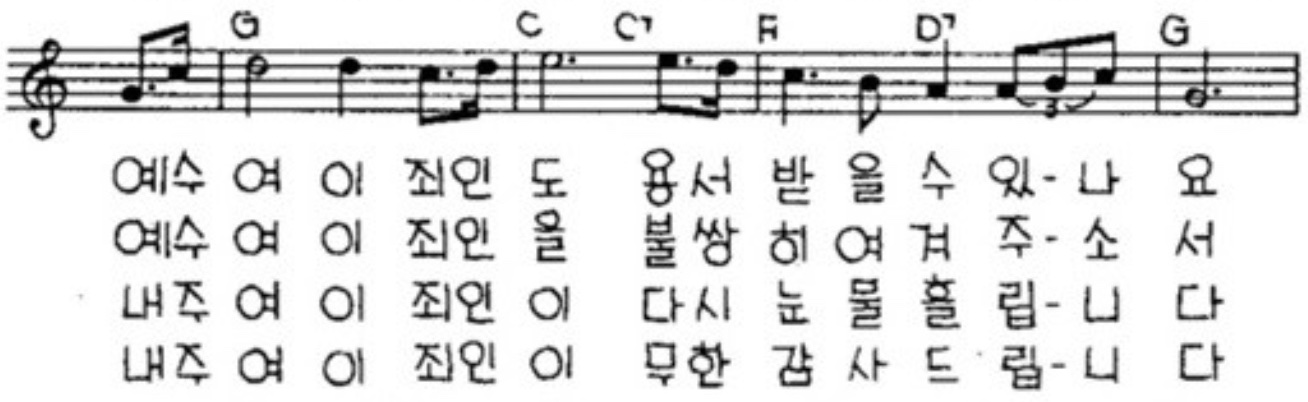 G C C7 F D7 G
3
예수 여 이 죄인 도 용서 받 을 수 있-나 요
예수 여 이 죄인 을 불쌍 히 여 겨 주-소 서
내주 여 이 죄인 이 다시 눈 물 흘 립-니 다
내주 여 이 죄인 이 무한 감 사 드 립-니 다